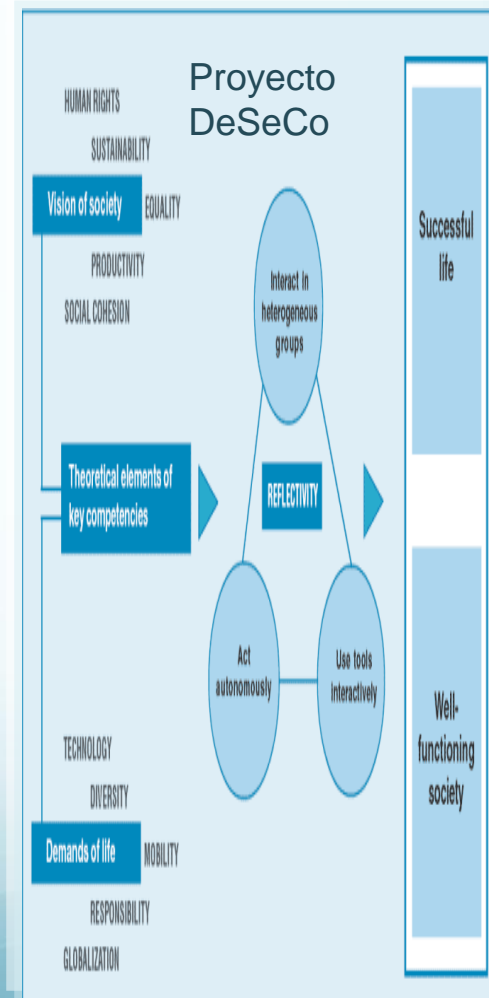 Proyecto
DeSeCo
HUMAN RIGHTS
SUSTAINABILITY
Vision of society
EQUALITY
PRODUCTIVITY
SOCIAL COHESION
Theoretical elements of
key competencies
TECHNOLOGY
DIVERSITY
Demands of life
MOBILITY
RESPONSIBILITY
GLOBALIZATION
Interact in
heterogeneous
groups
REFLECTIVITY
Act
autonomously
Use tools
interactively
Successful
life
Well-
functioning
society